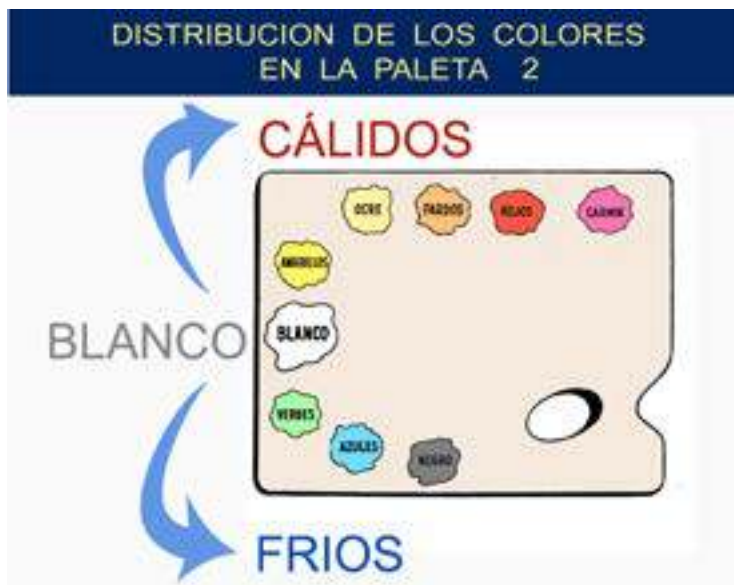 DISTRIBUCION DE LOS COLORES
EN LA PALETA 2
CÁLIDOS
OCRE PARDOS ROJOS CARMIN
AMARILLOS
BLANCO BLANCO
VERDES
AZULES
NEGRO
FRIOS